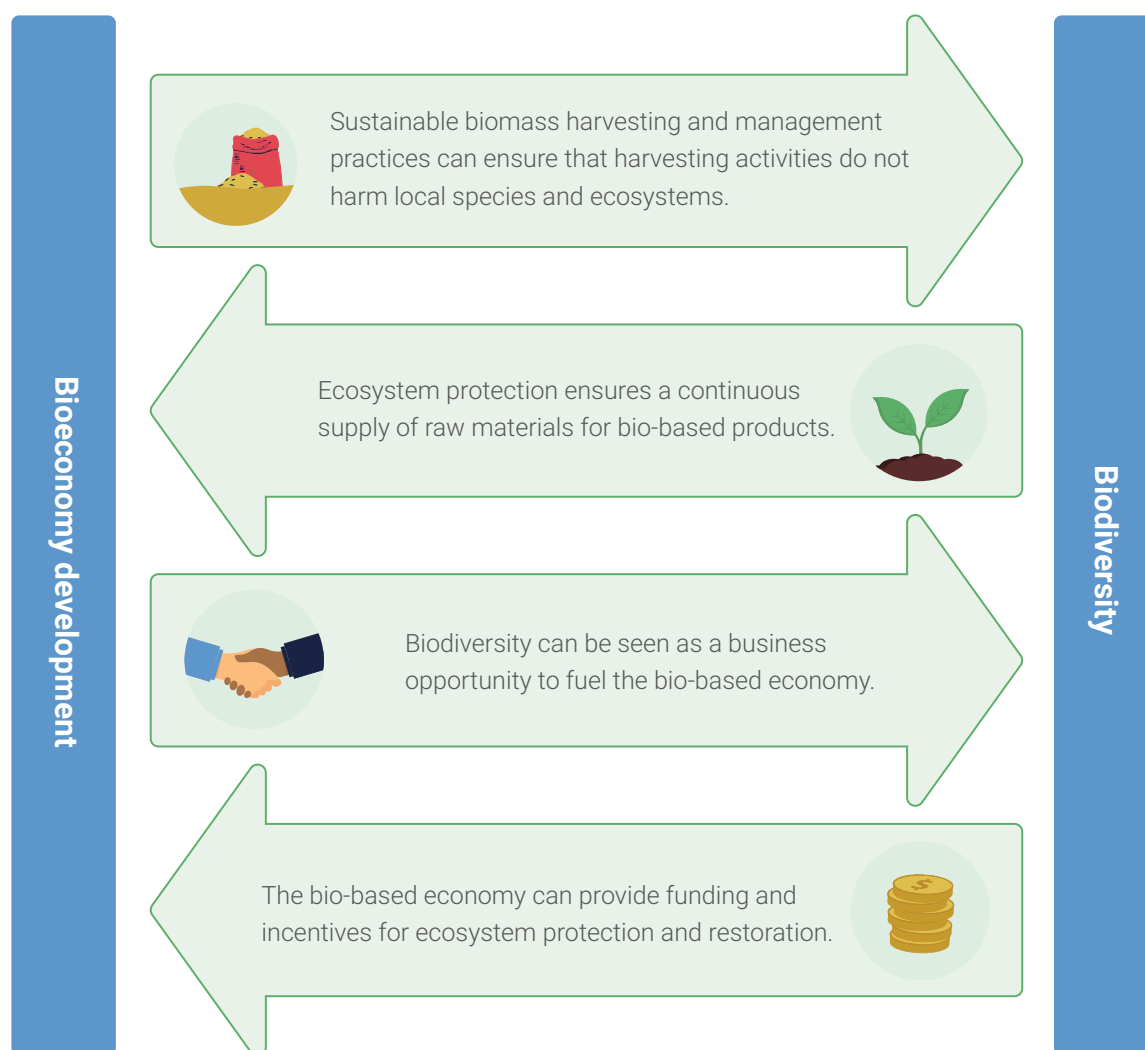 Bioeconomy development
Sustainable biomass harvesting and management
practices can ensure that harvesting activities do not
harm local species and ecosystems.
Ecosystem protection ensures a continuous
supply of raw materials for bio-based products.
Biodiversity can be seen as a business
opportunity to fuel the bio-based economy.
The bio-based economy can provide funding and
incentives for ecosystem protection and restoration.
Biodiversity
$